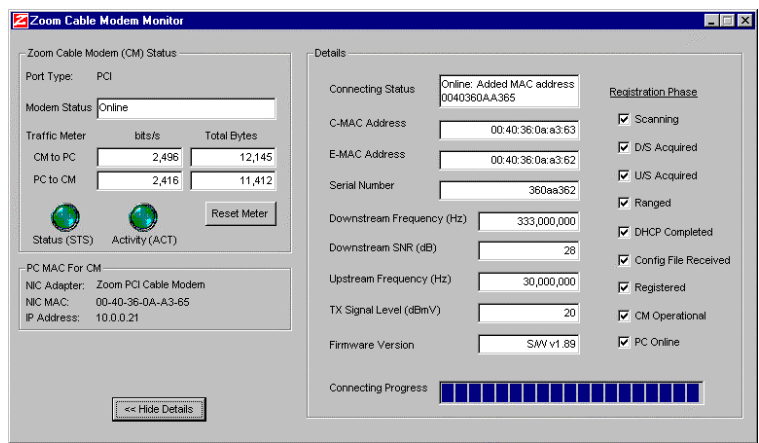 Zoom Cable Modem Monitor
Zoom Cable Modem (CM) Status
Port Type: PCI
Modem Status Online
Traffic Meter bits/s Total Bytes
CM to PC 2,496 12,145
PC to CM 2,416 11,412
Status (STS) Activity (ACT) Reset Meter
PC MAC For CM
NIC Adapter: Zoom PCI Cable Modem
NIC MAC: 00-40-36-0A-A3-65
IP Address: 10.0.0.21
<< Hide Details
Details
Connecting Status Online: Added MAC address
0040360AA365
C-MAC Address 00:40:36:0a:a3:63
E-MAC Address 00:40:36:0a:a3:62
Serial Number 360aa362
Downstream Frequency (Hz) 333,000,000
Downstream SNR (dB) 28
Upstream Frequency (Hz) 30,000,000
TX Signal Level (dBmV) 20
Firmware Version S/W v1.89
Connecting Progress
Registration Phase
Scanning
D/S Acquired
U/S Acquired
Ranged
DHCP Completed
Config File Received
Registered
CM Operational
PC Online